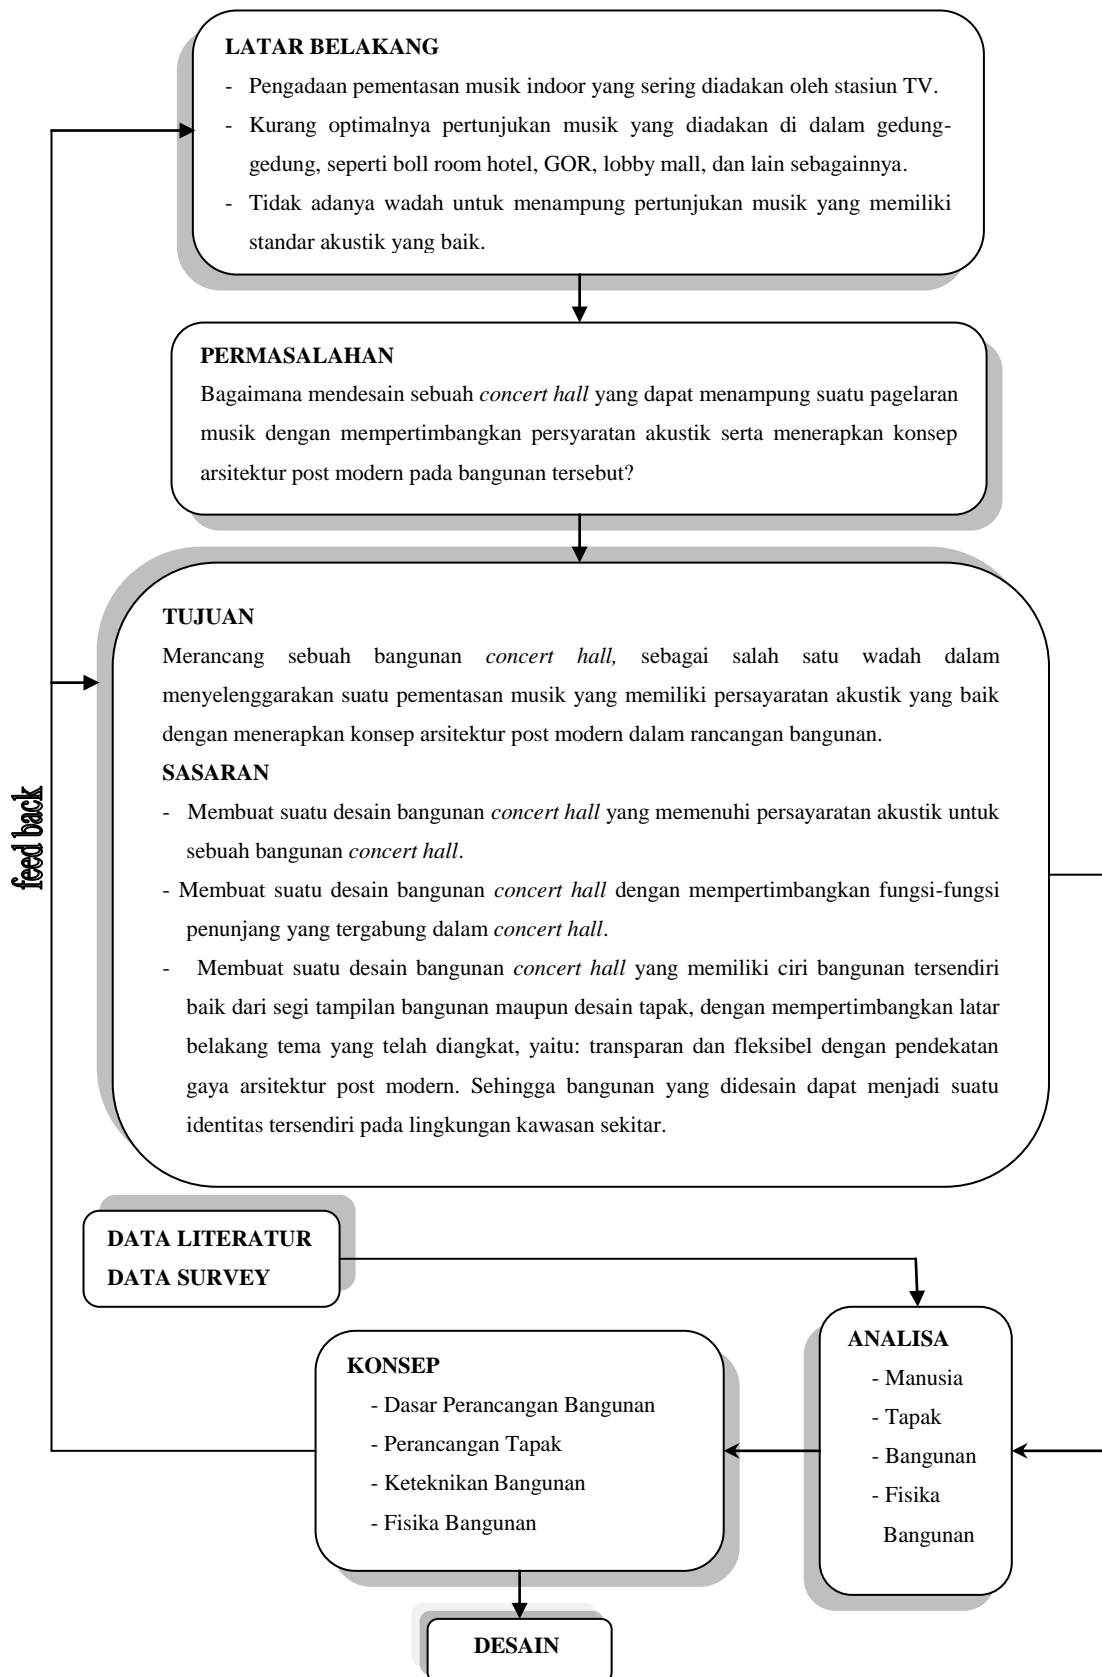 LATAR BELAKANG
- Pengadaan pementasan musik indoor yang sering diadakan oleh stasiun TV.
- Kurang optimalnya pertunjukan musik yang diadakan di dalam gedung-
gedung, seperti boll room hotel, GOR, lobby mall, dan lain sebagainnya.
- Tidak adanya wadah untuk menampung pertunjukan musik yang memiliki
standar akustik yang baik.
PERMASALAHAN
Bagaimana mendesain sebuah concert hall yang dapat menampung suatu pagelaran
musik dengan mempertimbangkan persyaratan akustik serta menerapkan konsep
arsitektur post modern pada bangunan tersebut?
TUJUAN
Merancang sebuah bangunan concert hall, sebagai salah satu wadah dalam
menyelenggarakan suatu pementasan musik yang memiliki persayaratan akustik yang baik
dengan menerapkan konsep arsitektur post modern dalam rancangan bangunan.
SASARAN
- Membuat suatu desain bangunan concert hall yang memenuhi persayaratan akustik untuk
sebuah bangunan concert hall.
- Membuat suatu desain bangunan concert hall dengan mempertimbangkan fungsi-fungsi
penunjang yang tergabung dalam concert hall.
- Membuat suatu desain bangunan concert hall yang memiliki ciri bangunan tersendiri
baik dari segi tampilan bangunan maupun desain tapak, dengan mempertimbangkan latar
belakang tema yang telah diangkat, yaitu: transparan dan fleksibel dengan pendekatan
gaya arsitektur post modern. Sehingga bangunan yang didesain dapat menjadi suatu
identitas tersendiri pada lingkungan kawasan sekitar.
feed back
DATA LITERATUR
DATA SURVEY
ANALISA
- Manusia
- Tapak
- Bangunan
- Fisika
Bangunan
KONSEP
- Dasar Perancangan Bangunan
- Perancangan Tapak
- Keteknikan Bangunan
- Fisika Bangunan
DESAIN